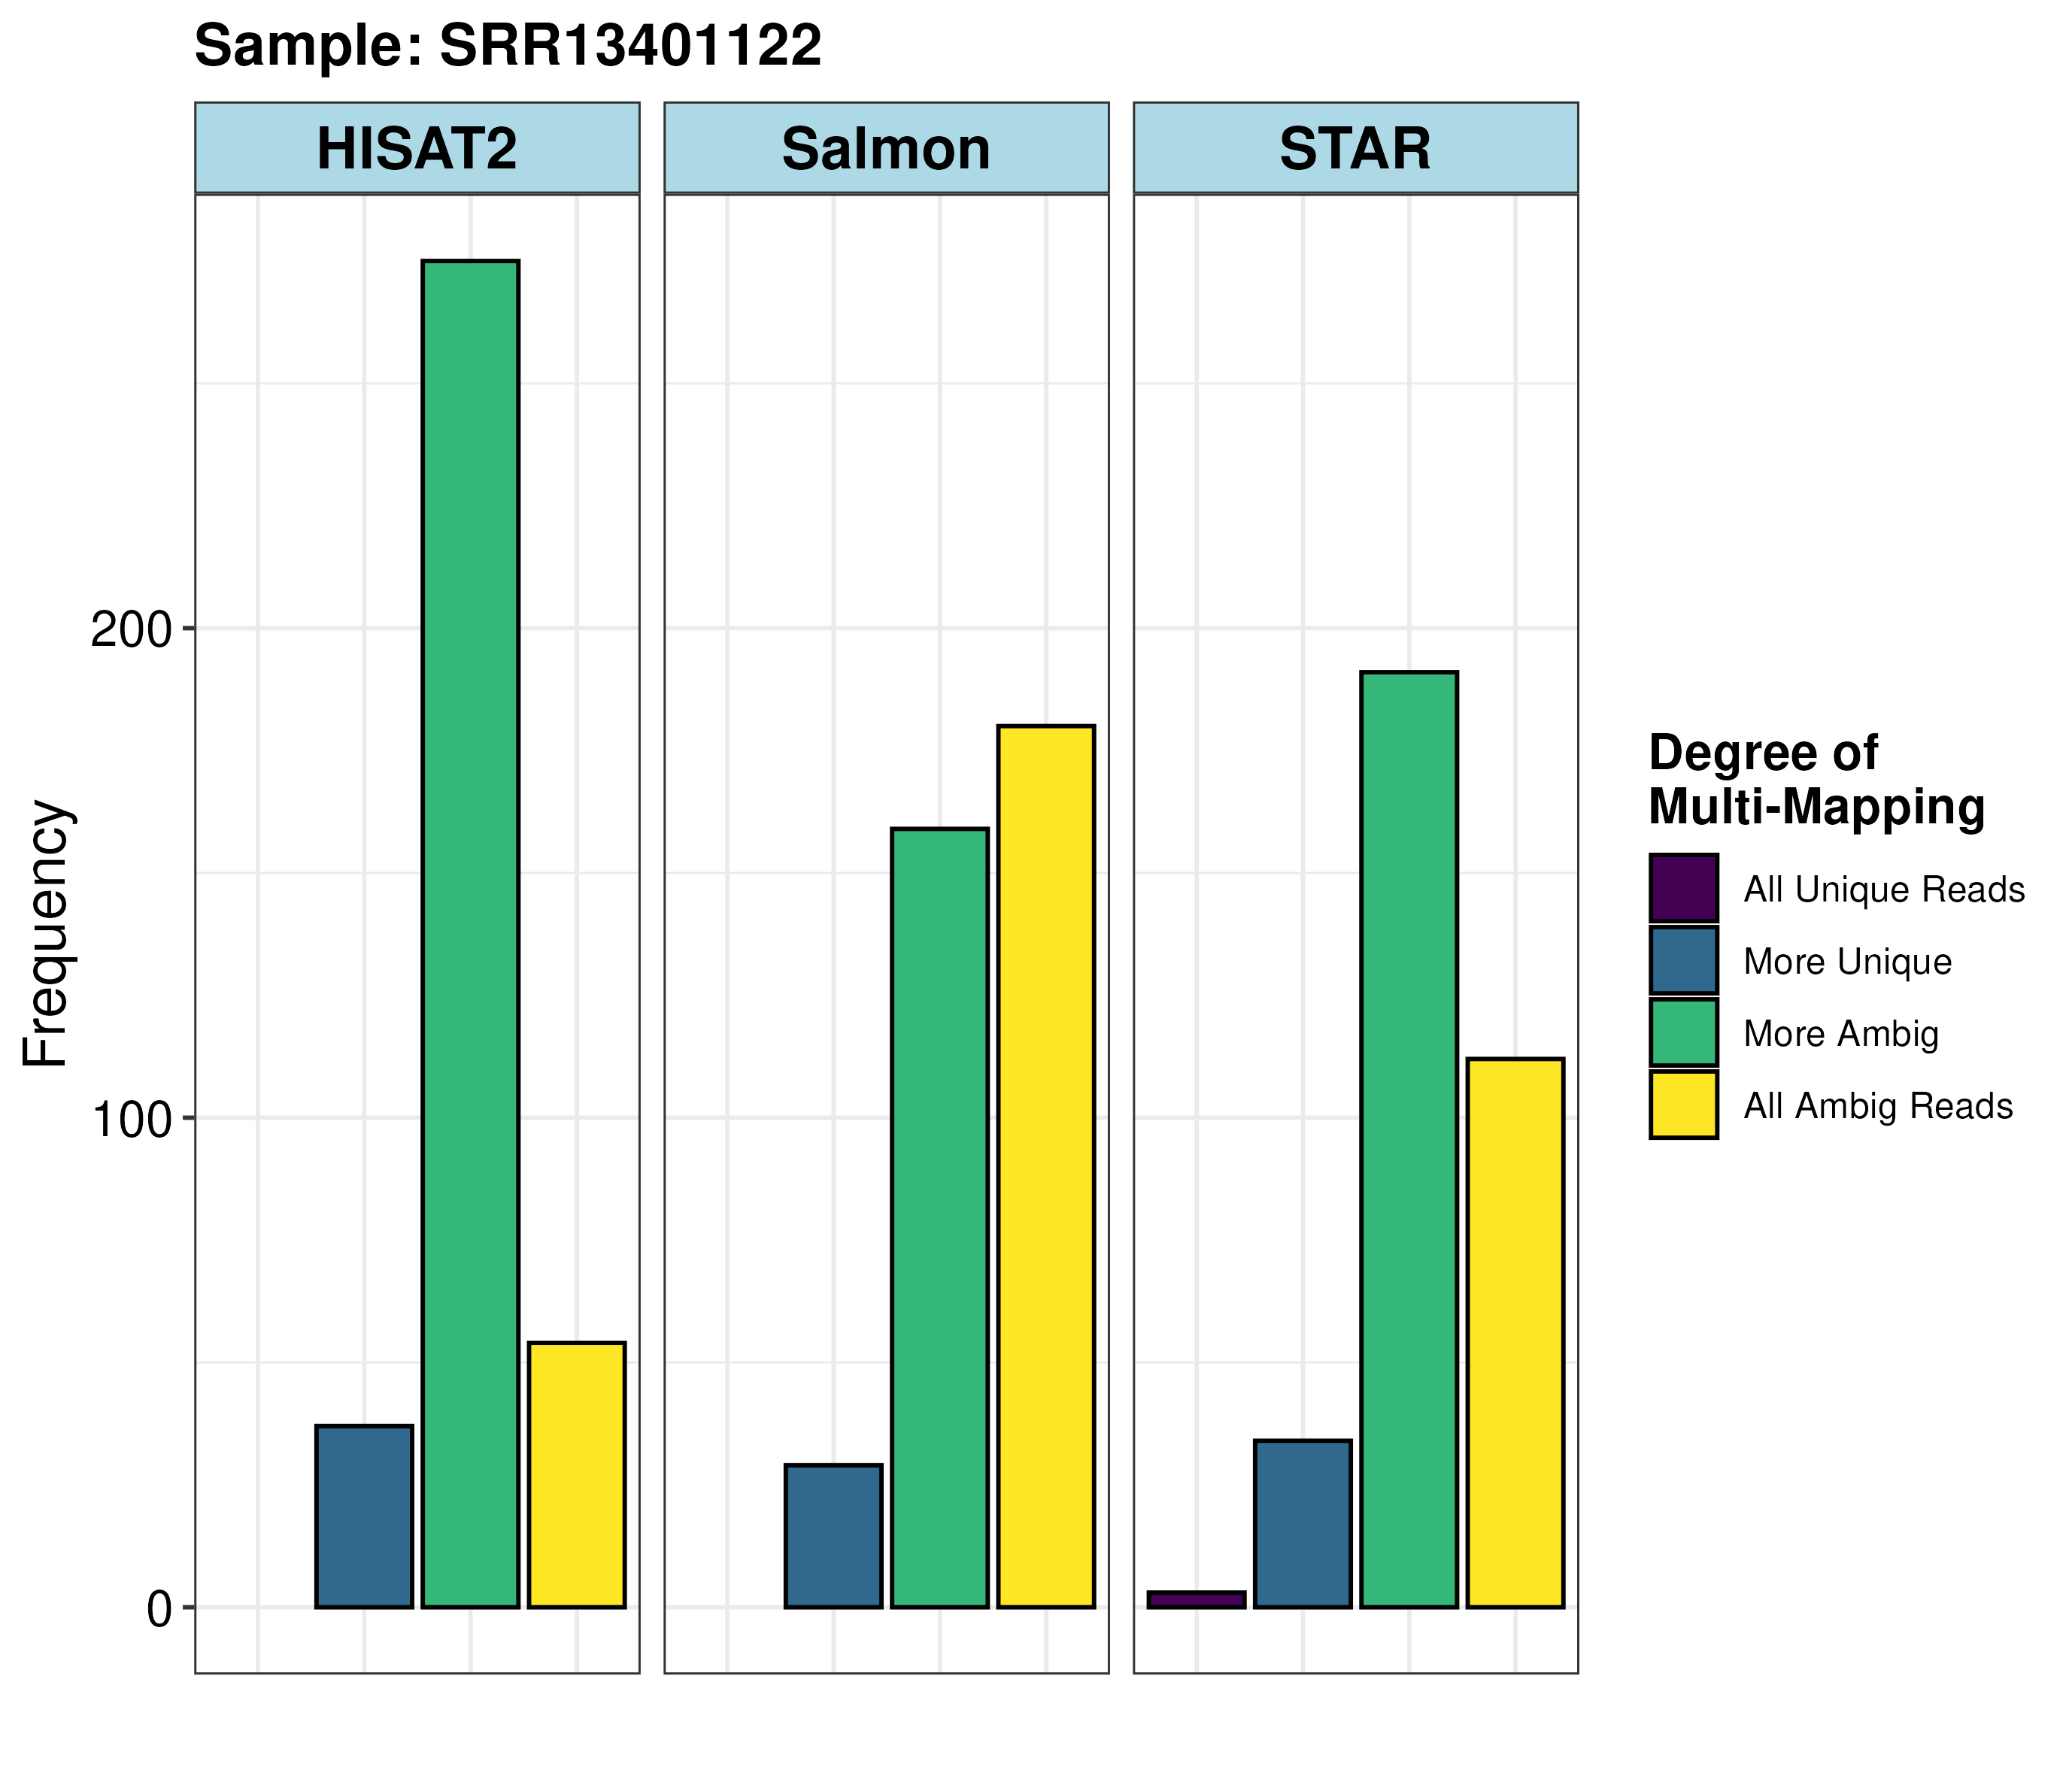 Sample: SRR13401122
HISAT2
Salmon
STAR
Frequency
200
100
0
Degree of
Multi-Mapping
All Unique Reads
More Unique
More Ambig
All Ambig Reads